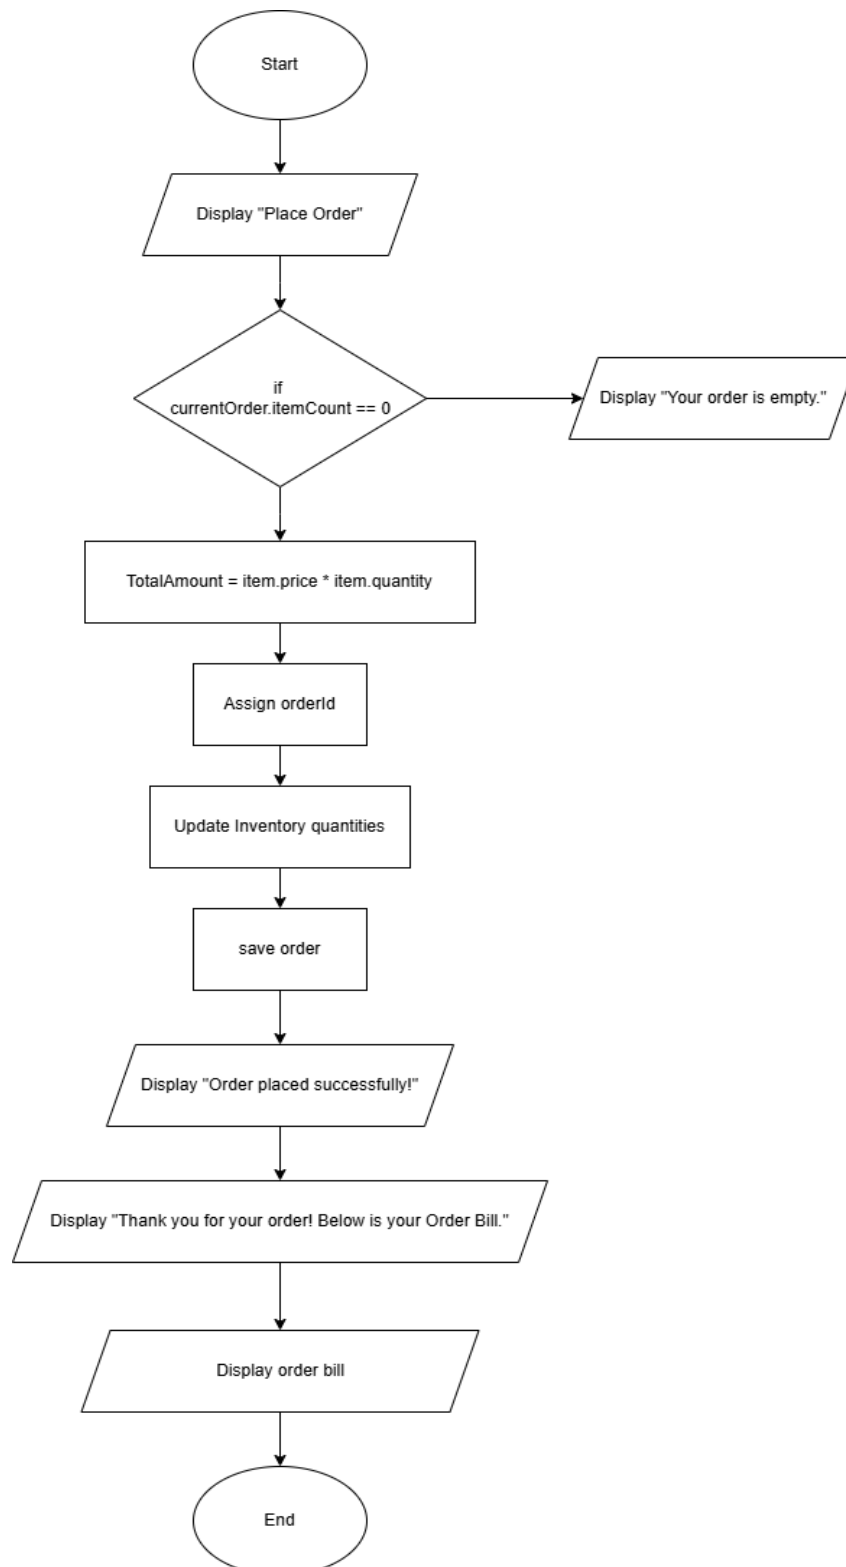 Start
Display "Place Order"
if
currentOrder.itemCount == 0
Display "Your order is empty."
TotalAmount = item.price * item.quantity
Assign orderId
Update Inventory quantities
save order
Display "Order placed successfully!"
Display "Thank you for your order! Below is your Order Bill."
Display order bill
End